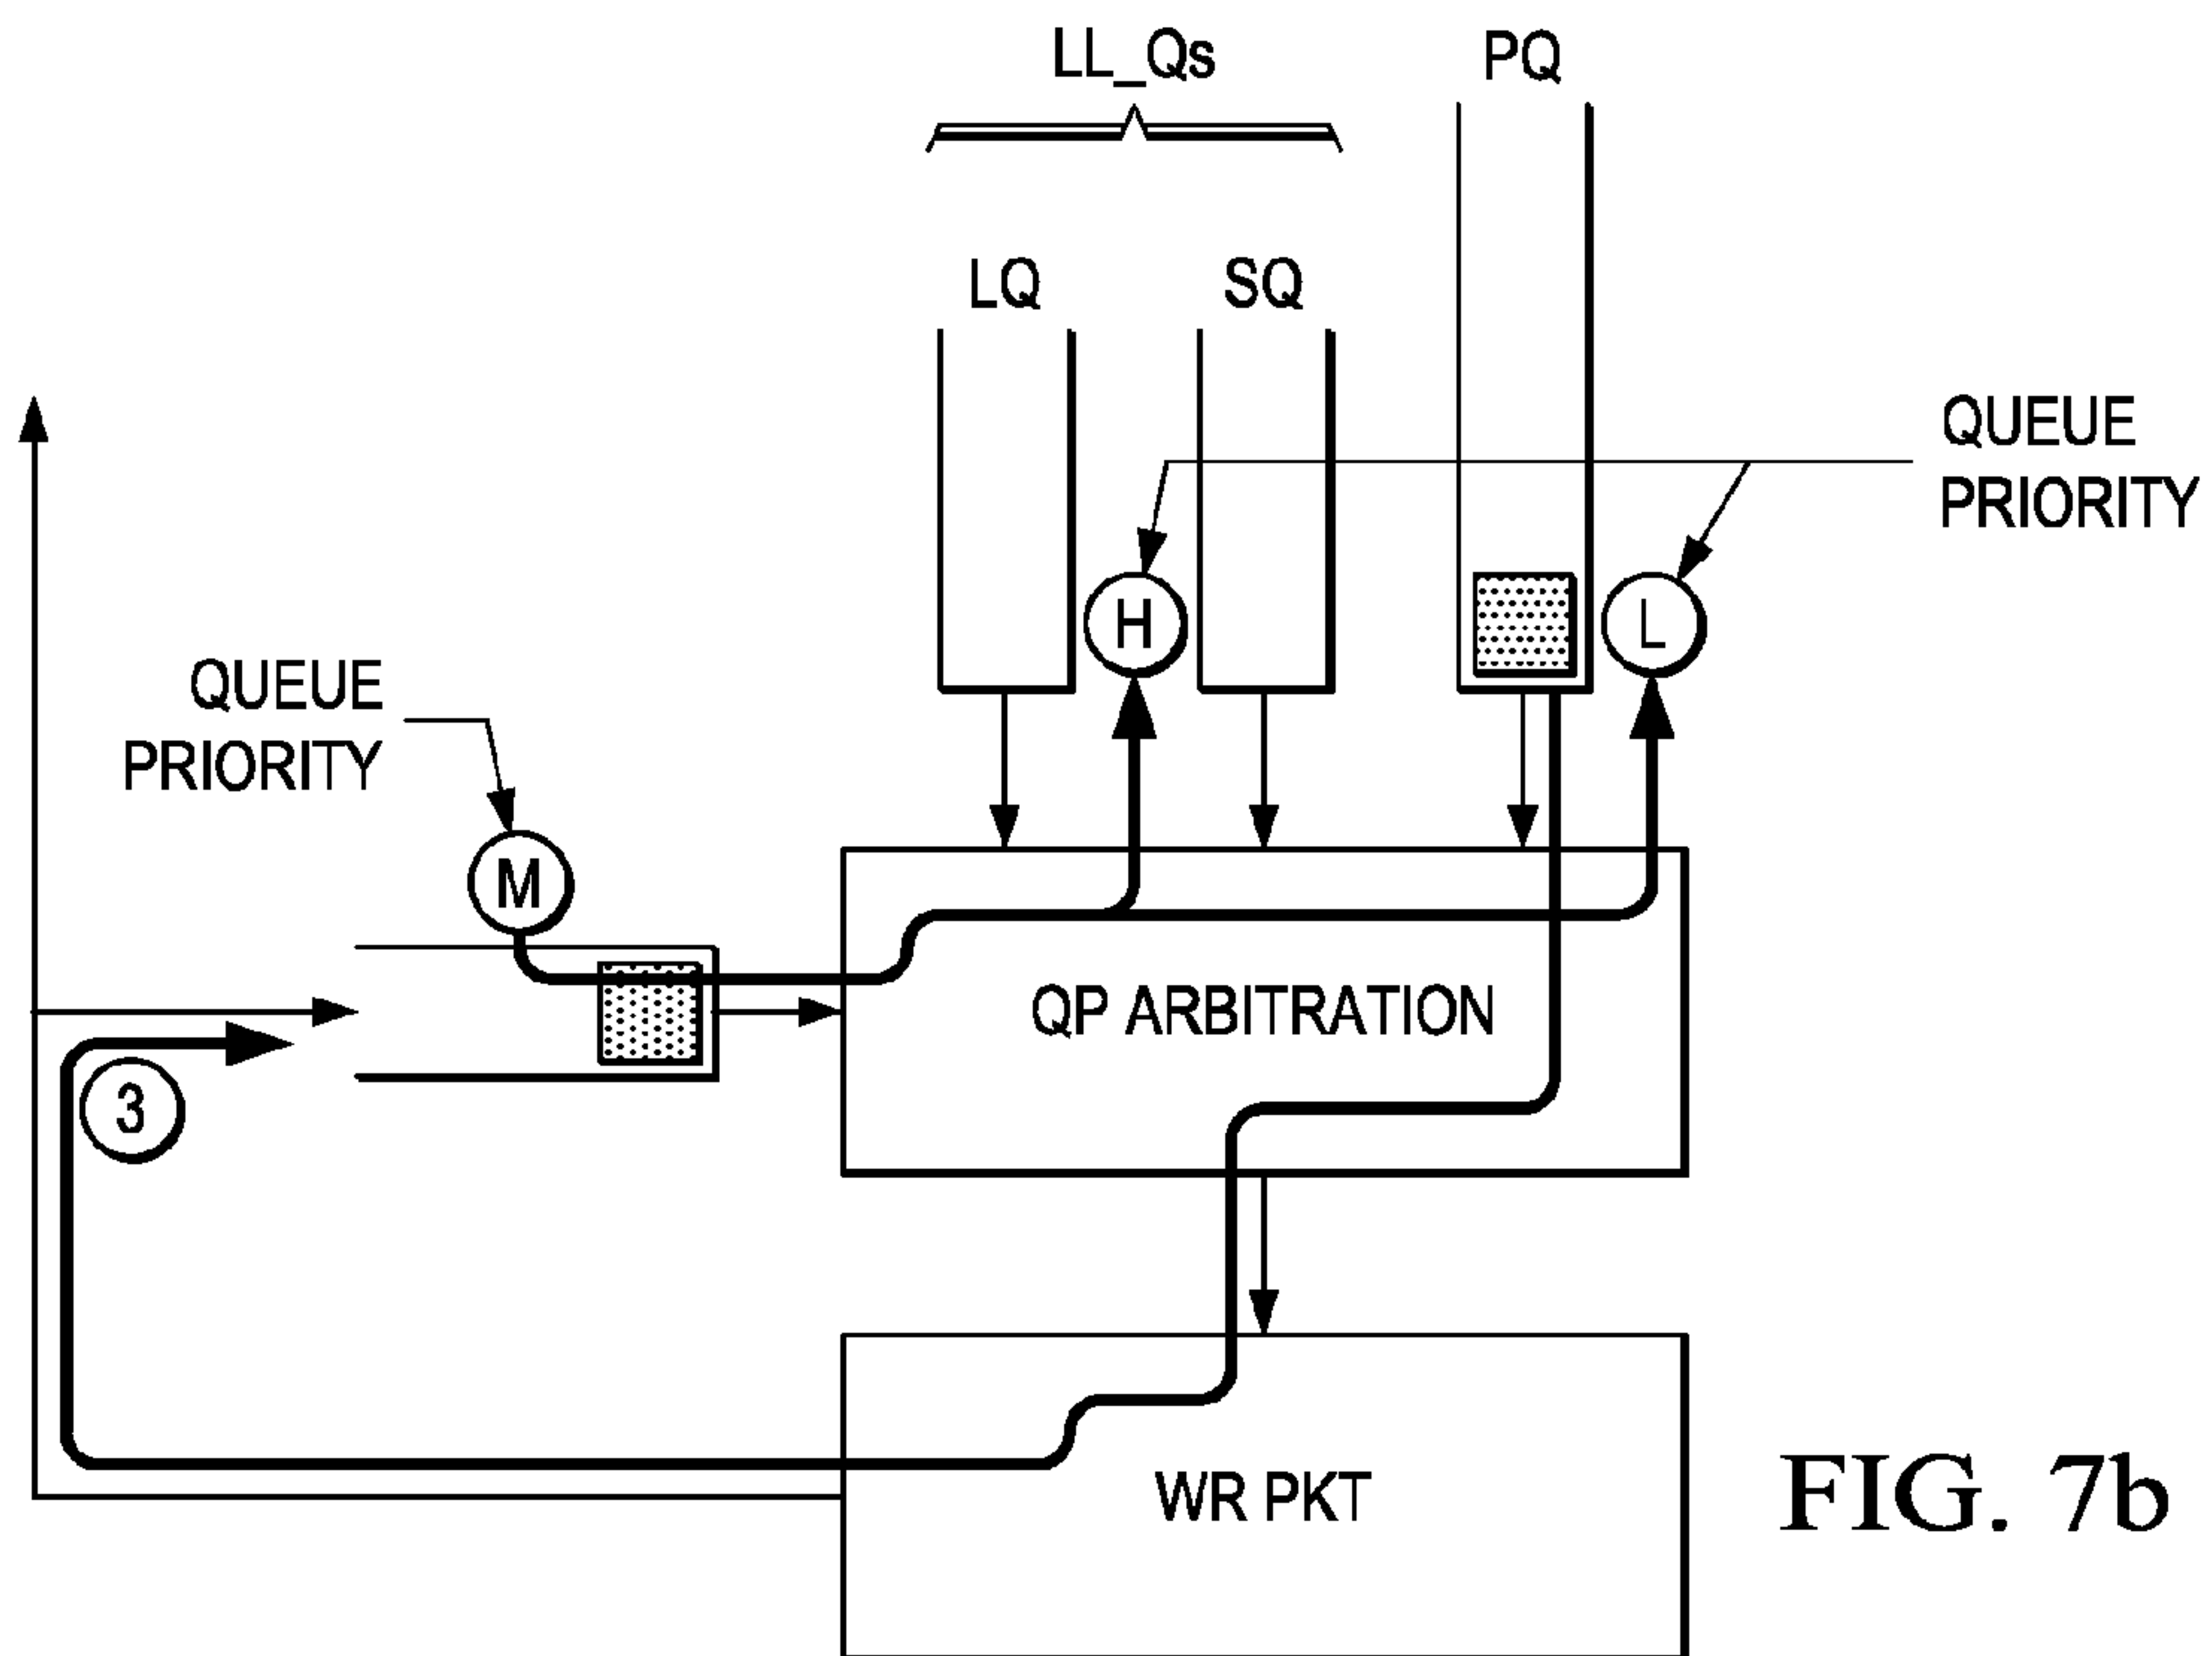 LL_Qs
PQ
LQ
SQ
QUEUE
PRIORITY
H
L
QUEUE
PRIORITY
M
QP ARBITRATION
3
WR PKT
FIG. 7b